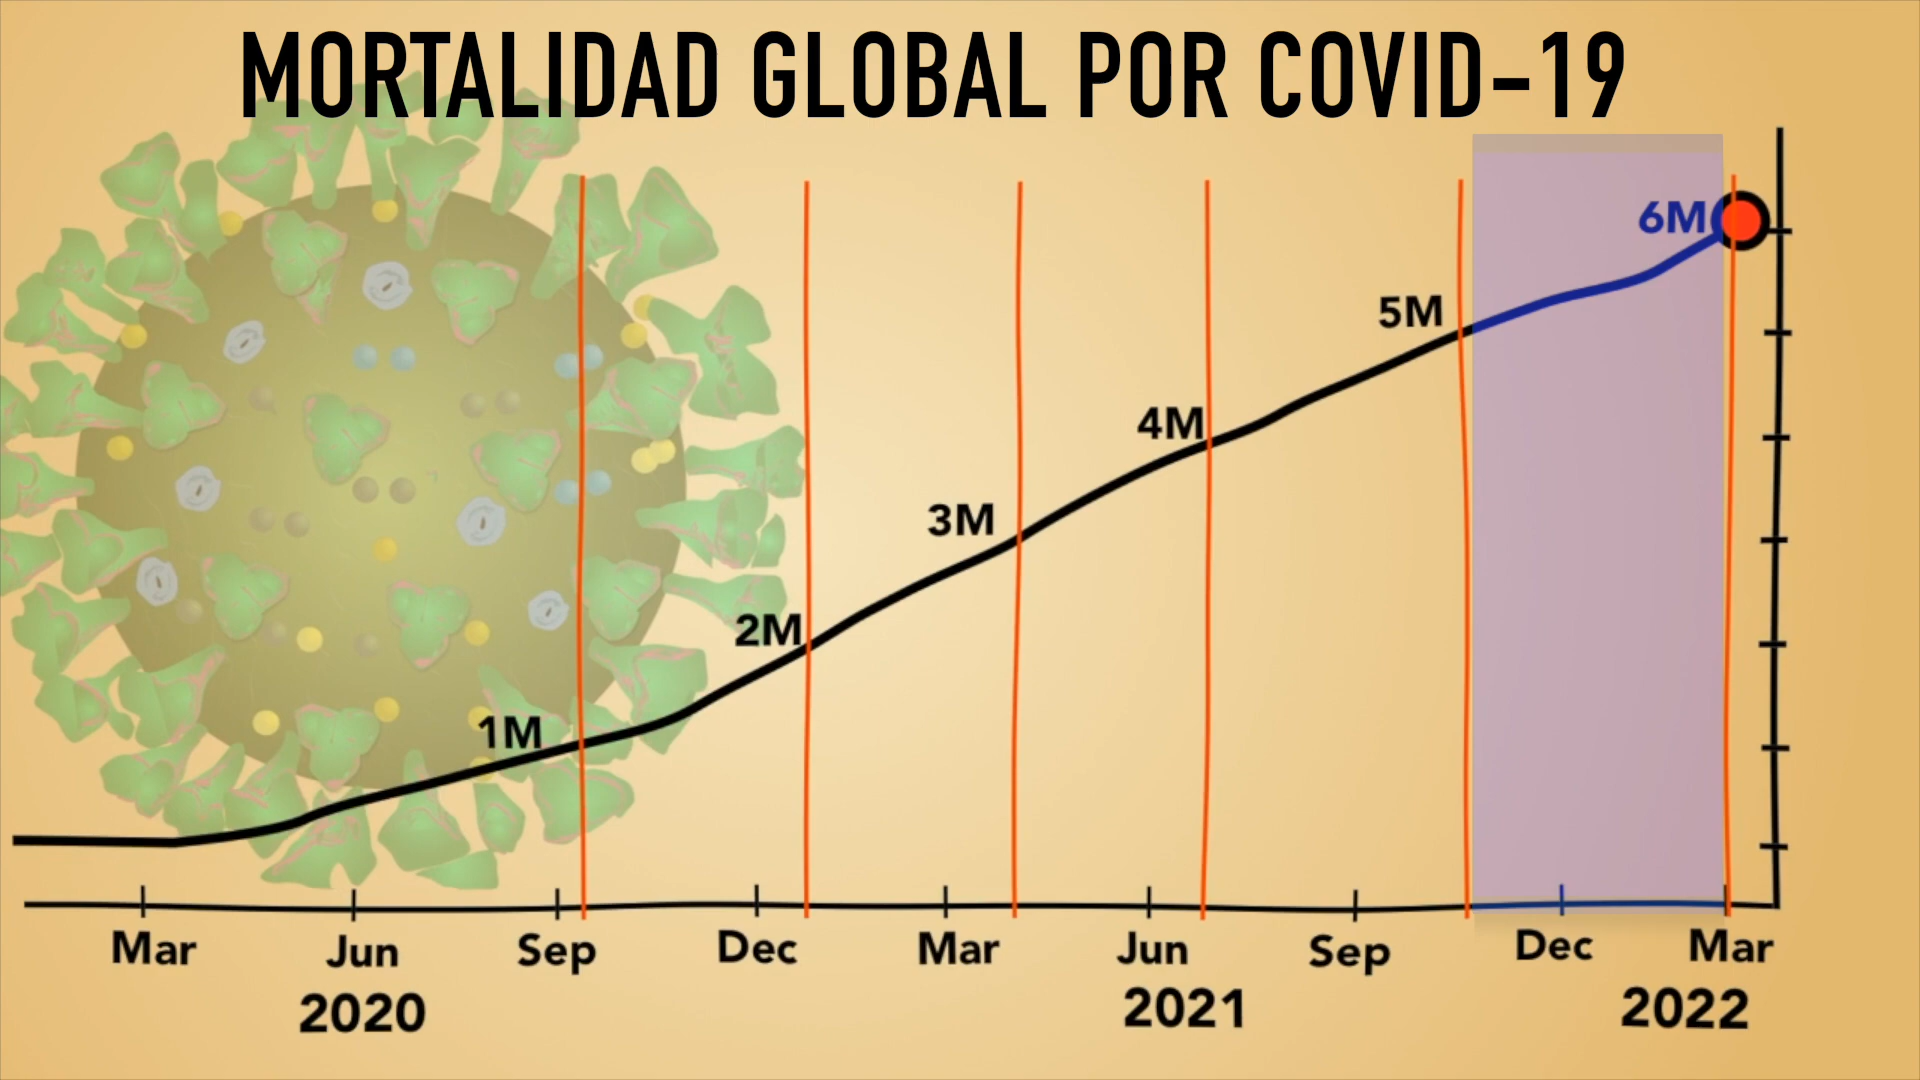 MORTALIDAD GLOBAL POR COVID-19
6M
5M
4M
3M
2M
1M
Mar Jun Sep Dec Mar Jun Sep Dec Mar
2020 2021 2022